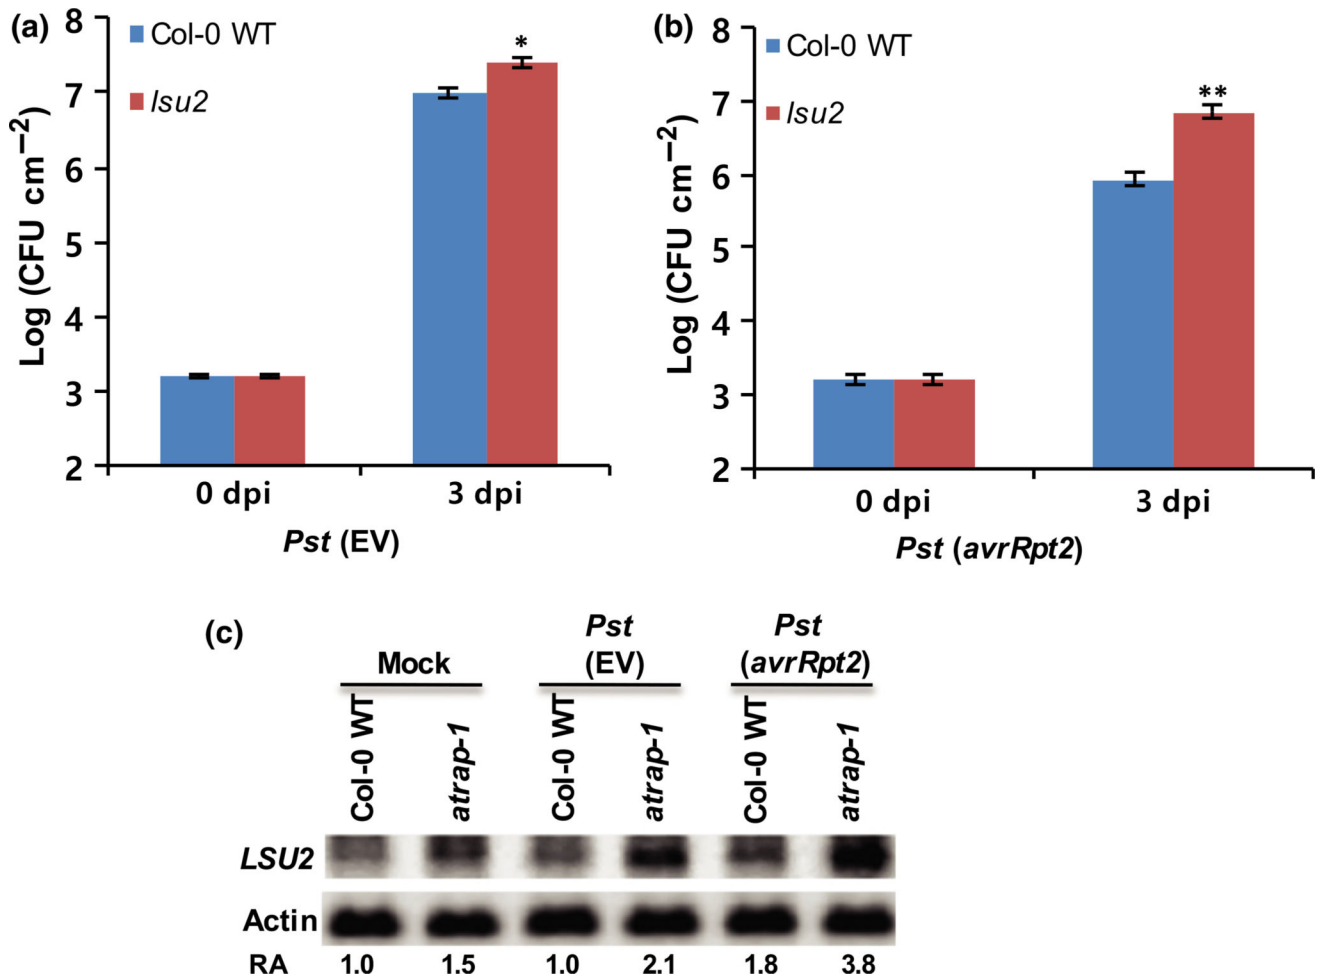 (a)
Col-0 WT
lsu2
Log (CFU cm−2)
8
7
6
5
4
3
2
*
0 dpi 3 dpi
Pst (EV)
(b)
Col-0 WT
lsu2
Log (CFU cm−2)
8
7
6
5
4
3
2
**
0 dpi 3 dpi
Pst (avrRpt2)
(c)
Mock Pst (EV) Pst (avrRpt2)
Col-0 WT atrap-1 Col-0 WT atrap-1 Col-0 WT atrap-1
LSU2
Actin
RA 1.0 1.5 1.0 2.1 1.8 3.8